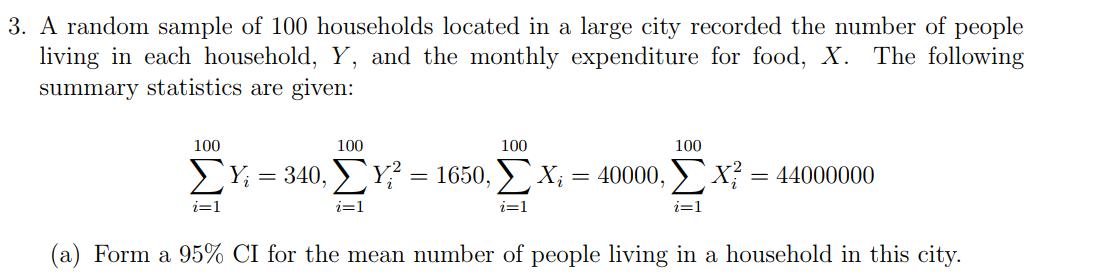 3. A random sample of 100 households located in a large city recorded the number of people
living in each household, Y, and the monthly expenditure for food, X. The following
summary statistics are given:
∑_{i=1}^{100} Y_i = 340, ∑_{i=1}^{100} Y_i^2 = 1650, ∑_{i=1}^{100} X_i = 40000, ∑_{i=1}^{100} X_i^2 = 44000000
(a) Form a 95% CI for the mean number of people living in a household in this city.